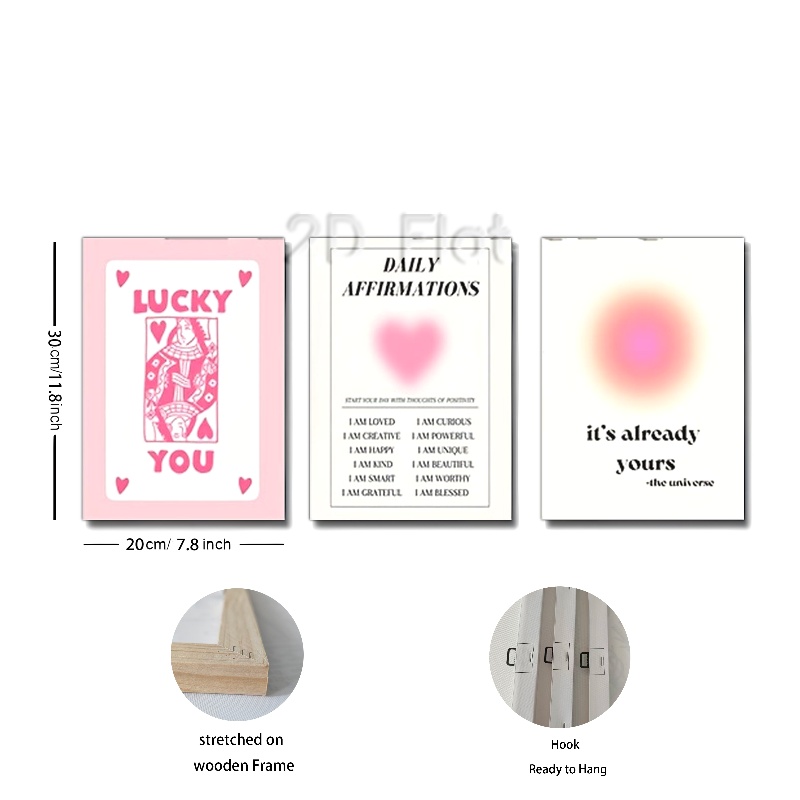 2D Flat
LUCKY
YOU
DAILY
AFFIRMATIONS
START YOUR DAY WITH THOUGHTS OF POSITIVITY
I AM LOVED I AM CURIOUS
I AM CREATIVE I AM POWERFUL
I AM HAPPY I AM UNIQUE
I AM KIND I AM BEAUTIFUL
I AM SMART I AM WORTHY
I AM GRATEFUL I AM BLESSED
it's already
yours
-the universe
30cm/11.8inch
20cm/ 7.8 inch
stretched on
wooden Frame
Hook
Ready to Hang